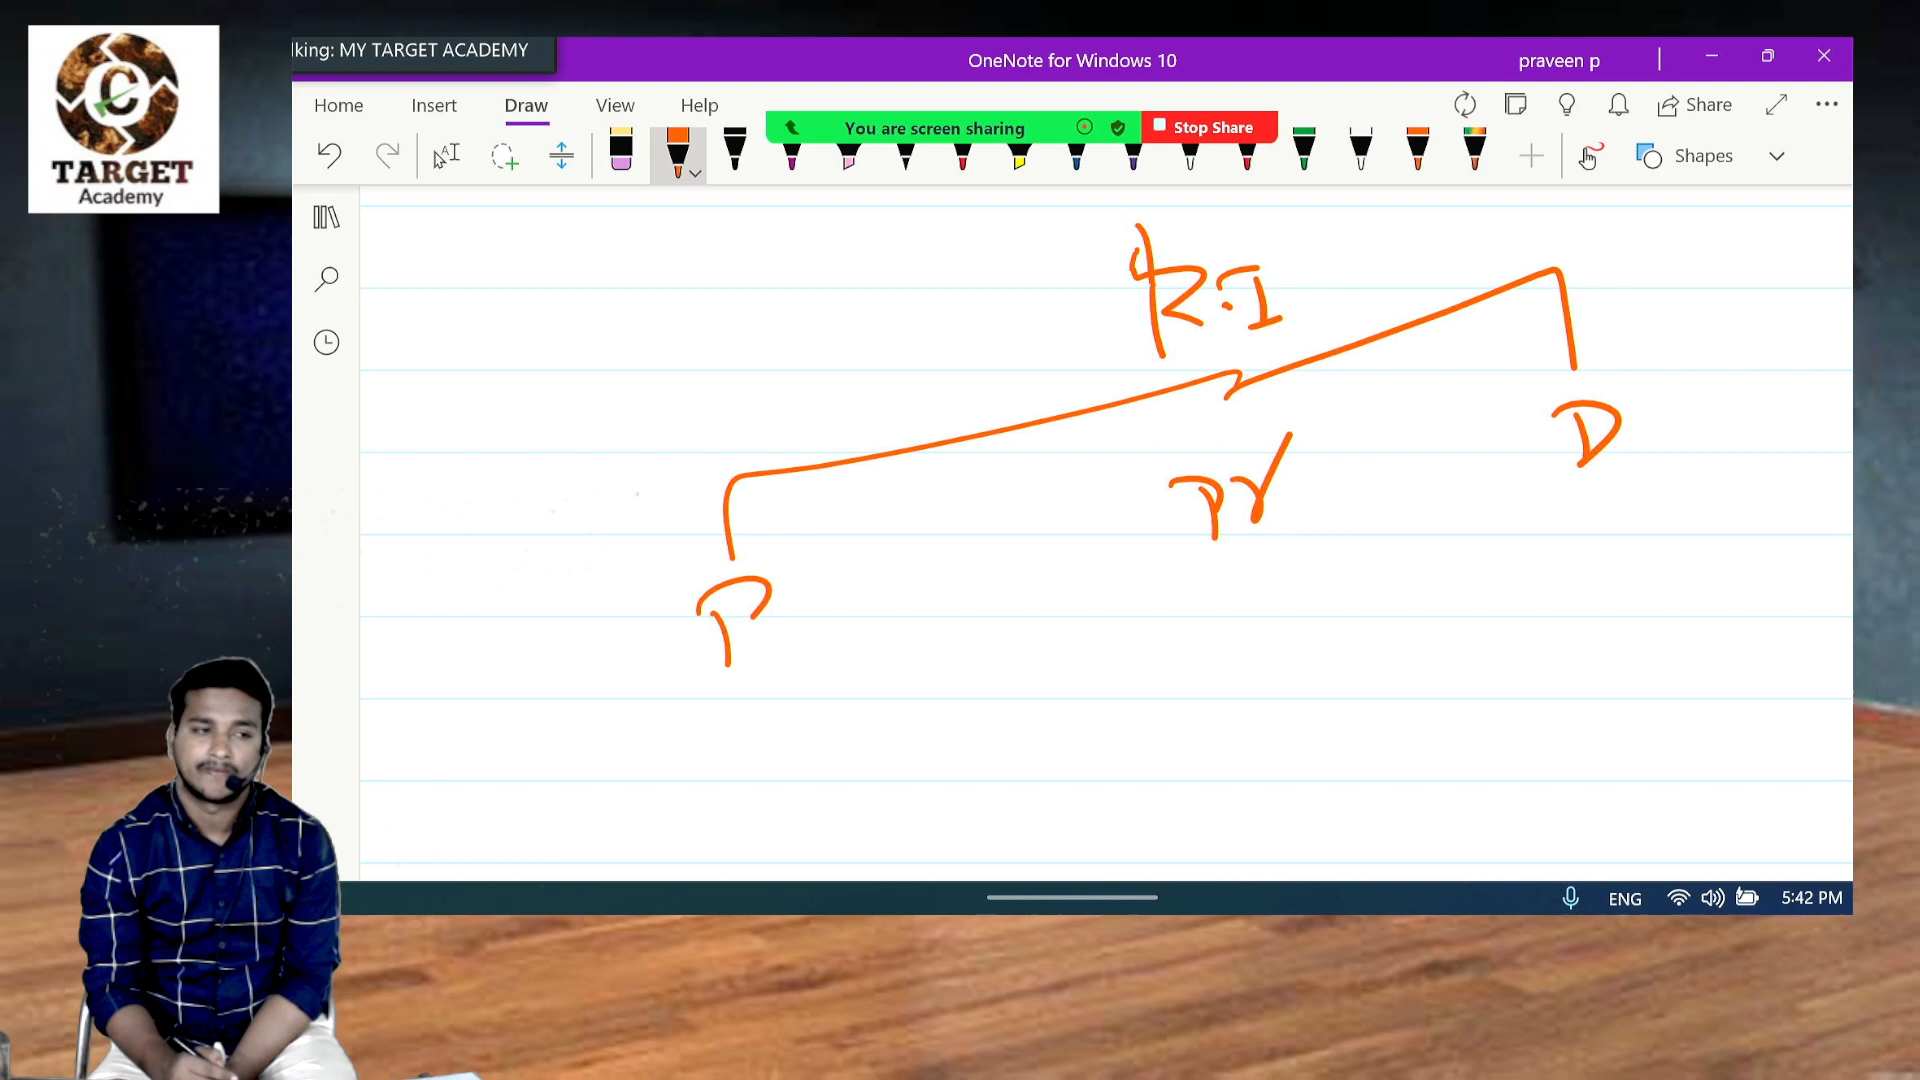 C
TARGET
Academy
lking: MY TARGET ACADEMY
OneNote for Windows 10
praveen p
Home Insert Draw View Help
You are screen sharing
Stop Share
Share
Shapes
R.I
D
pr
P
ENG
5:42 PM